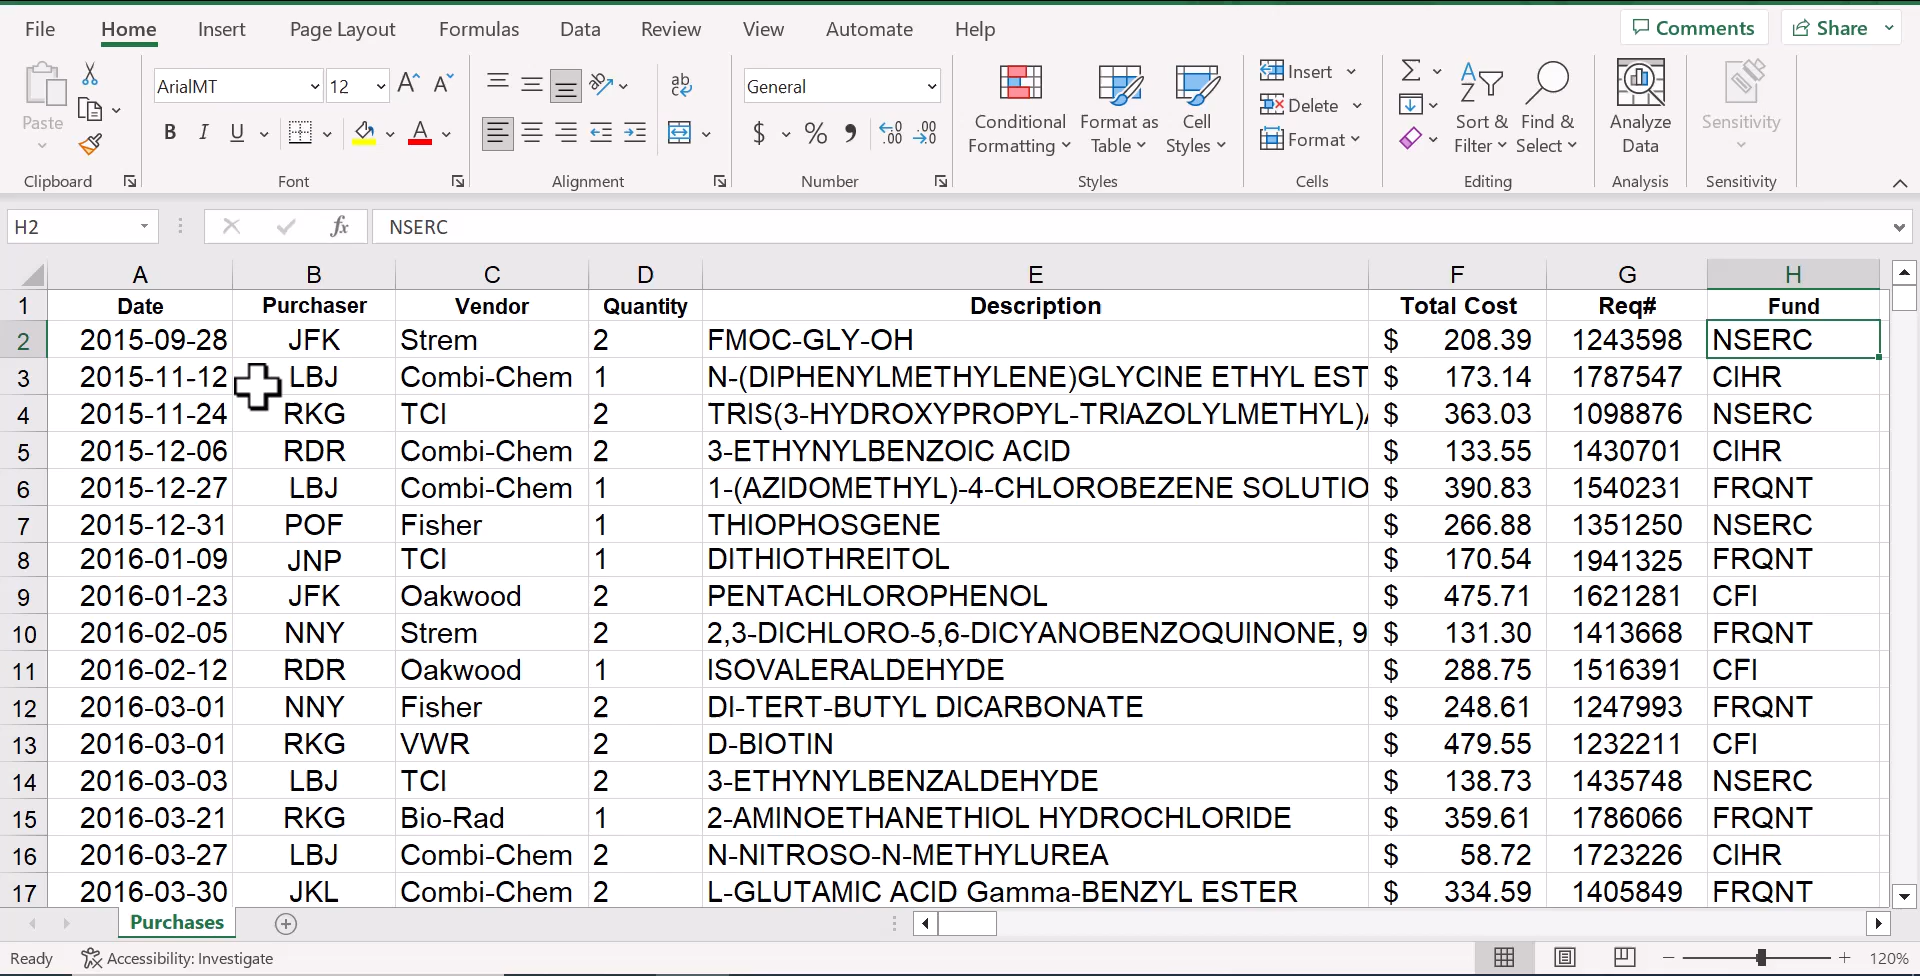 File Home Insert Page Layout Formulas Data Review View Automate Help Comments Share
ArialMT 12 A A ab General Insert Σ A
Paste B I U A $ % Conditional Format as Cell Delete Sort & Find & Analyze Sensitivity
Formatting Table Styles Format Filter Select Data
Clipboard Font Alignment Number Styles Cells Editing Analysis Sensitivity
H2 fx NSERC
A B C D E F G H
1 Date Purchaser Vendor Quantity Description Total Cost Req# Fund
2 2015-09-28 JFK Strem 2 FMOC-GLY-OH $ 208.39 1243598 NSERC
3 2015-11-12 LBJ Combi-Chem 1 N-(DIPHENYLMETHYLENE)GLYCINE ETHYL EST $ 173.14 1787547 CIHR
4 2015-11-24 RKG TCI 2 TRIS(3-HYDROXYPROPYL-TRIAZOLYLMETHYL) $ 363.03 1098876 NSERC
5 2015-12-06 RDR Combi-Chem 2 3-ETHYNYLBENZOIC ACID $ 133.55 1430701 CIHR
6 2015-12-27 LBJ Combi-Chem 1 1-(AZIDOMETHYL)-4-CHLOROBEZENE SOLUTIO $ 390.83 1540231 FRQNT
7 2015-12-31 POF Fisher 1 THIOPHOSGENE $ 266.88 1351250 NSERC
8 2016-01-09 JNP TCI 1 DITHIOTHREITOL $ 170.54 1941325 FRQNT
9 2016-01-23 JFK Oakwood 2 PENTACHLOROPHENOL $ 475.71 1621281 CFI
10 2016-02-05 NNY Strem 2 2,3-DICHLORO-5,6-DICYANOBENZOQUINONE, 9 $ 131.30 1413668 FRQNT
11 2016-02-12 RDR Oakwood 1 ISOVALERALDEHYDE $ 288.75 1516391 CFI
12 2016-03-01 NNY Fisher 2 DI-TERT-BUTYL DICARBONATE $ 248.61 1247993 FRQNT
13 2016-03-01 RKG VWR 2 D-BIOTIN $ 479.55 1232211 CFI
14 2016-03-03 LBJ TCI 2 3-ETHYNYLBENZALDEHYDE $ 138.73 1435748 NSERC
15 2016-03-21 RKG Bio-Rad 1 2-AMINOETHANETHIOL HYDROCHLORIDE $ 359.61 1786066 FRQNT
16 2016-03-27 LBJ Combi-Chem 2 N-NITROSO-N-METHYLUREA $ 58.72 1723226 CIHR
17 2016-03-30 JKL Combi-Chem 2 L-GLUTAMIC ACID Gamma-BENZYL ESTER $ 334.59 1405849 FRQNT
Purchases
Ready Accessibility: Investigate 120%